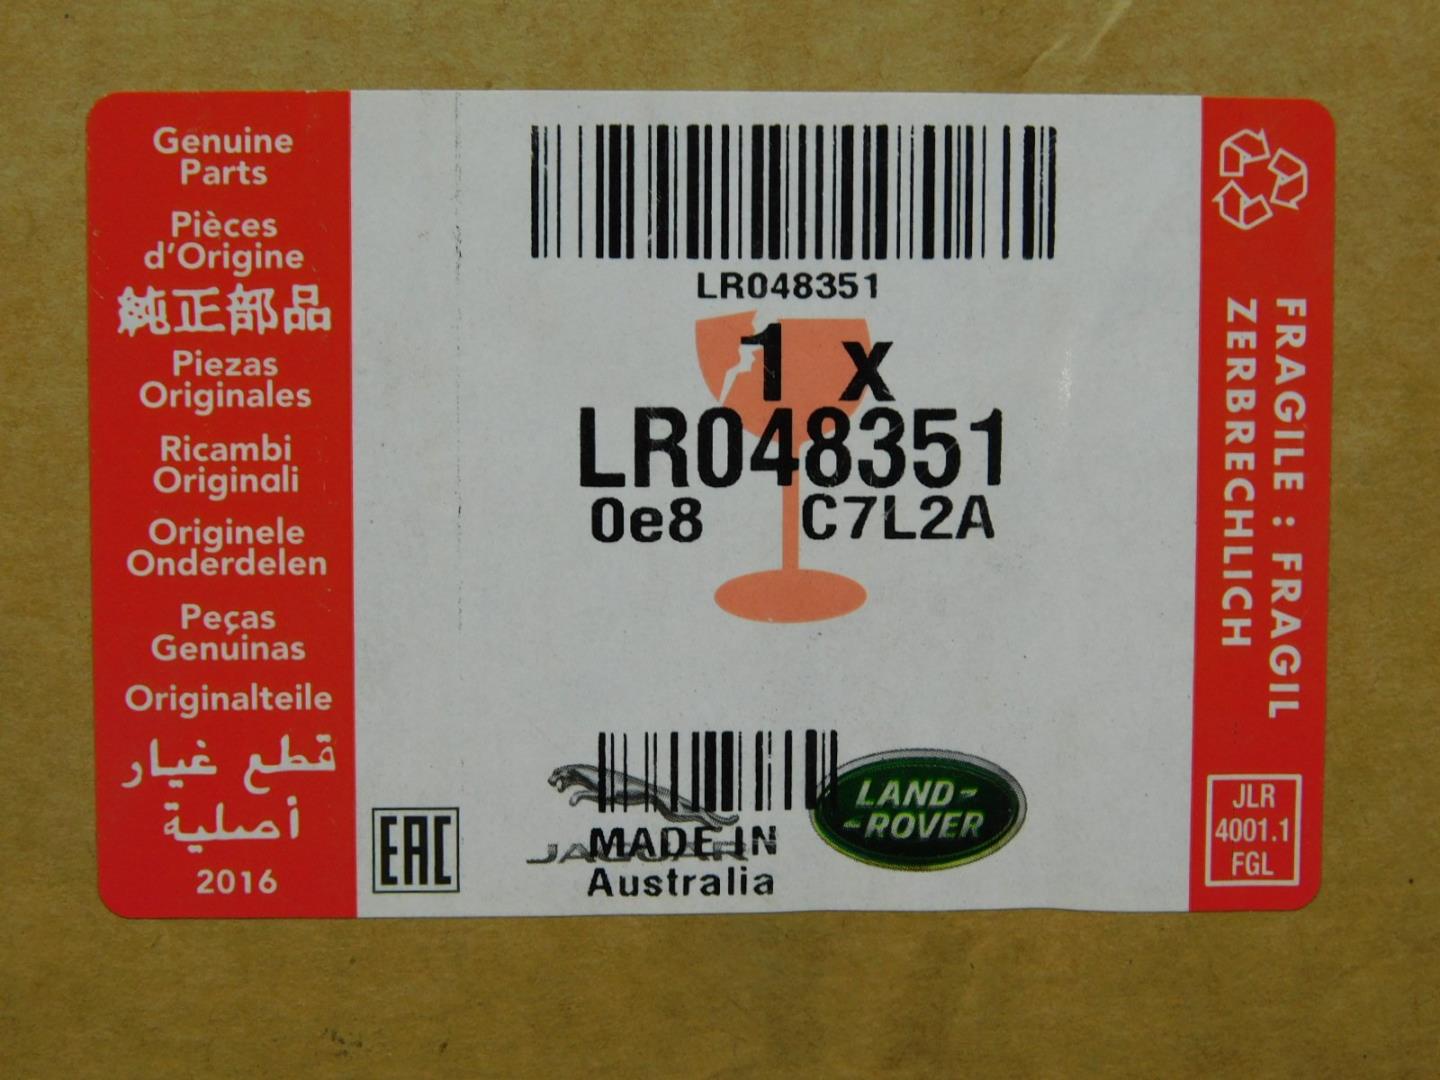 Genuine
Parts
Pièces
d'Origine
純正部品
Piezas
Originales
Ricambi
Originali
Originele
Onderdelen
Peças
Genuinas
Originalteile
قطع غيار
أصلية
2016
EAC
LR048351
1 x
LR048351
0e8 C7L2A
JAGUAR
MADE IN
Australia
LAND-
-ROVER
FRAGILE : FRAGIL
ZERBRECHLICH
JLR
4001.1
FGL